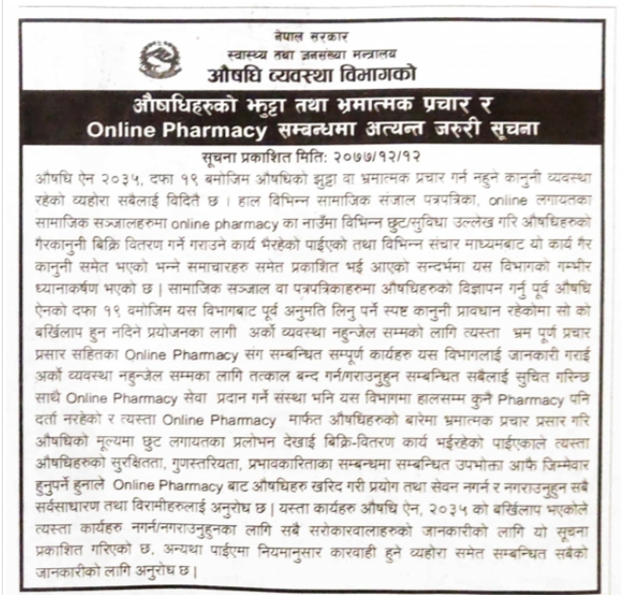 नेपाल सरकार
स्वास्थ्य तथा जनसंख्या मन्त्रालय
औषधि व्यवस्था विभागको
औषधिहरुको झुट्टा तथा भ्रमात्मक प्रचार र
Online Pharmacy सम्बन्धमा अत्यन्त जरुरी सूचना
सूचना प्रकाशित मिति: २०७७/१२/१२
औषधि ऐन २०३५, दफा १९ बमोजिम औषधिको झुट्टा वा भ्रमात्मक प्रचार गर्न नहुने कानुनी व्यवस्था
रहेको व्यहोरा सबैलाई विदितै छ । हाल विभिन्न सामाजिक संजाल पत्रपत्रिका, online लगायतका
सामाजिक सञ्जालहरुमा online pharmacy का नाउँमा विभिन्न छुट/सुविधा उल्लेख गरि औषधिहरुको
गैरकानुनी बिक्रि वितरण गर्ने गराउने कार्य भैरहेको पाईएको तथा विभिन्न संचार माध्यमबाट यो कार्य गैर
कानुनी समेत भएको भन्ने समाचारहरु समेत प्रकाशित भई आएको सन्दर्भमा यस विभागको गम्भीर
ध्यानाकर्षण भएको छ । सामाजिक सञ्जाल वा पत्रपत्रिकाहरुमा औषधिहरुको विज्ञापन गर्नु पूर्व औषधि
ऐनको दफा १९ वमोजिम यस विभागबाट पूर्व अनुमति लिनु पर्ने स्पष्ट कानुनी प्रावधान रहेकोमा सो को
बर्खिलाप हुन नदिने प्रयोजनका लागी अर्को व्यवस्था नहुन्जेल सम्मको लागि त्यस्ता भ्रम पूर्ण प्रचार
प्रसार सहितका Online Pharmacy संग सम्बन्धित सम्पूर्ण कार्यहरु यस विभागलाई जानकारी गराई
अर्को व्यवस्था नहुन्जेल सम्मका लागि तत्काल बन्द गर्न/गराउनुहुन सम्बन्धित सबैलाई सुचित गरिन्छ
साथै Online Pharmacy सेवा प्रदान गर्ने संस्था भनि यस विभागमा हालसम्म कुनै Pharmacy पनि
दर्ता नरहेको र त्यस्ता Online Pharmacy मार्फत औषधिहरुको बारेमा भ्रमात्मक प्रचार प्रसार गरि
औषधिको मूल्यमा छुट लगायतका प्रलोभन देखाई बिक्रि-वितरण कार्य भईरहेको पाईएकाले त्यस्ता
औषधिहरुको सुरक्षितता, गुणस्तरियता, प्रभावकारिताका सम्बन्धमा सम्बन्धित उपभोक्ता आफै जिम्मेवार
हुनुपर्ने हुनाले Online Pharmacy बाट औषधिहरु खरिद गरी प्रयोग तथा सेवन नगर्न र नगराउनुहुन सबै
सर्वसाधारण तथा विरामीहरुलाई अनुरोध छ । यस्ता कार्यहरु औषधि ऐन, २०३५ को बर्खिलाप भएकोले
त्यस्ता कार्यहरु नगर्न/नगराउनुहुनका लागि सबै सरोकारवालाहरुको जानकारीको लागि यो सूचना
प्रकाशित गरिएको छ, अन्यथा पाईएमा नियमानुसार कारवाही हुने व्यहोरा समेत सम्बन्धित सबैको
जानकारीको लागि अनुरोध छ ।